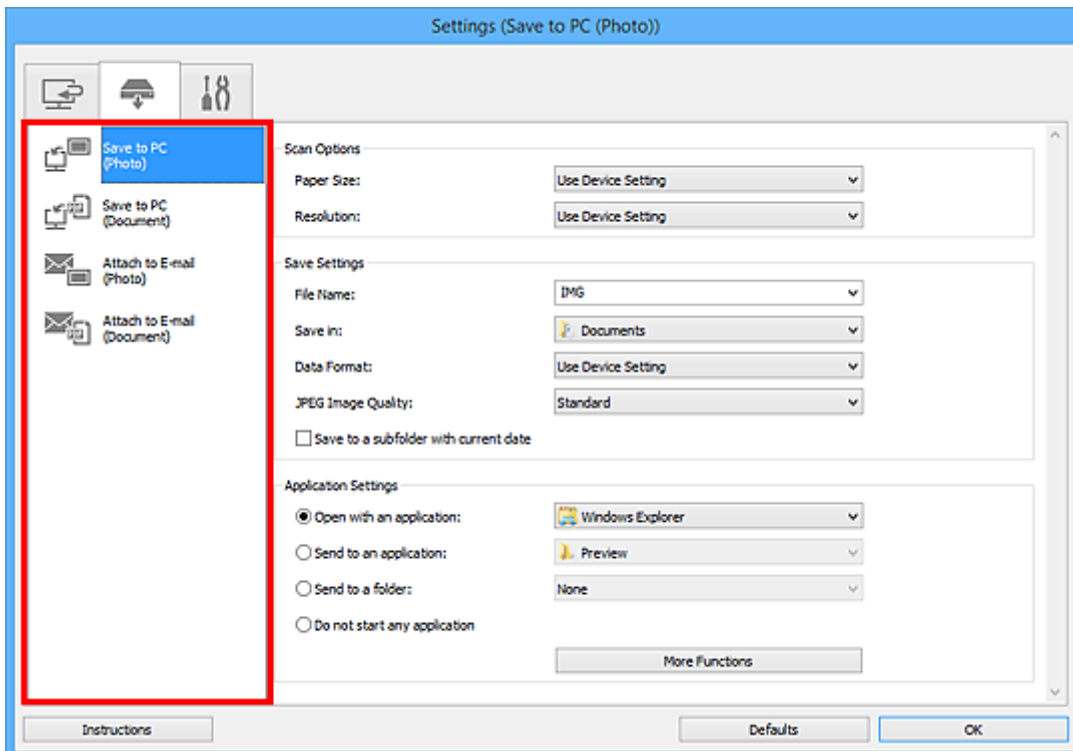 Settings (Save to PC (Photo))
Save to PC
(Photo)
Save to PC
(Document)
Attach to E-mail
(Photo)
Attach to E-mail
(Document)
Scan Options
Paper Size: Use Device Setting
Resolution: Use Device Setting
Save Settings
File Name: IMG
Save in: Documents
Data Format: Use Device Setting
JPEG Image Quality: Standard
Save to a subfolder with current date
Application Settings
Open with an application: Windows Explorer
Send to an application: Preview
Send to a folder: None
Do not start any application
More Functions
Instructions Defaults OK